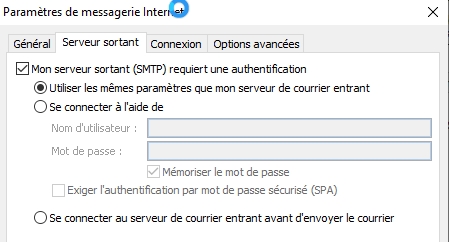 Paramètres de messagerie Internet
Général Serveur sortant Connexion Options avancées
Mon serveur sortant (SMTP) requiert une authentification
Utiliser les mêmes paramètres que mon serveur de courrier entrant
Se connecter à l'aide de
Nom d'utilisateur :
Mot de passe :
Mémoriser le mot de passe
Exiger l'authentification par mot de passe sécurisé (SPA)
Se connecter au serveur de courrier entrant avant d'envoyer le courrier